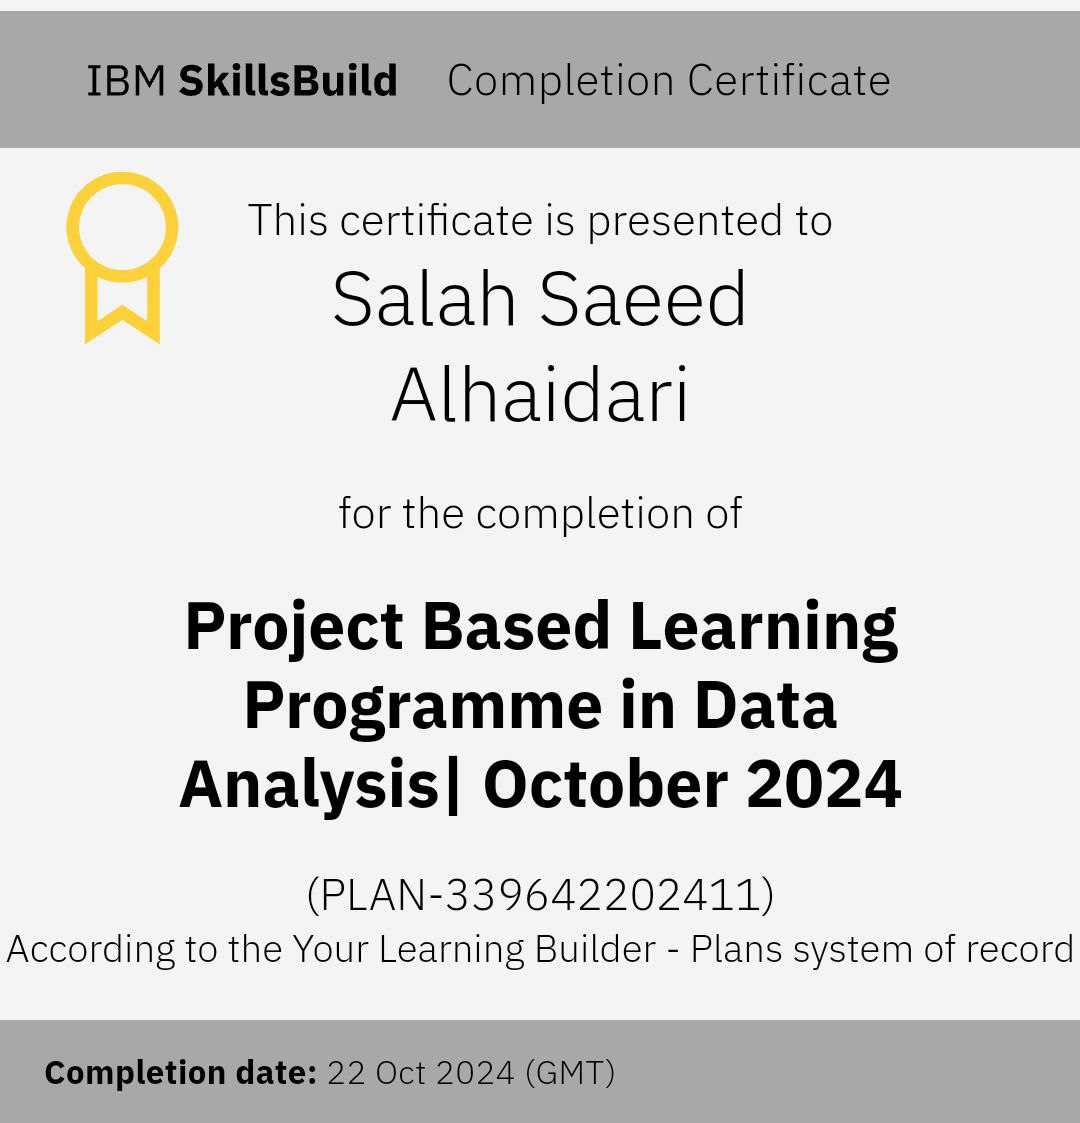 IBM SkillsBuild Completion Certificate
This certificate is presented to
Salah Saeed
Alhaidari
for the completion of
Project Based Learning
Programme in Data
Analysis| October 2024
(PLAN-339642202411)
According to the Your Learning Builder - Plans system of record
Completion date: 22 Oct 2024 (GMT)